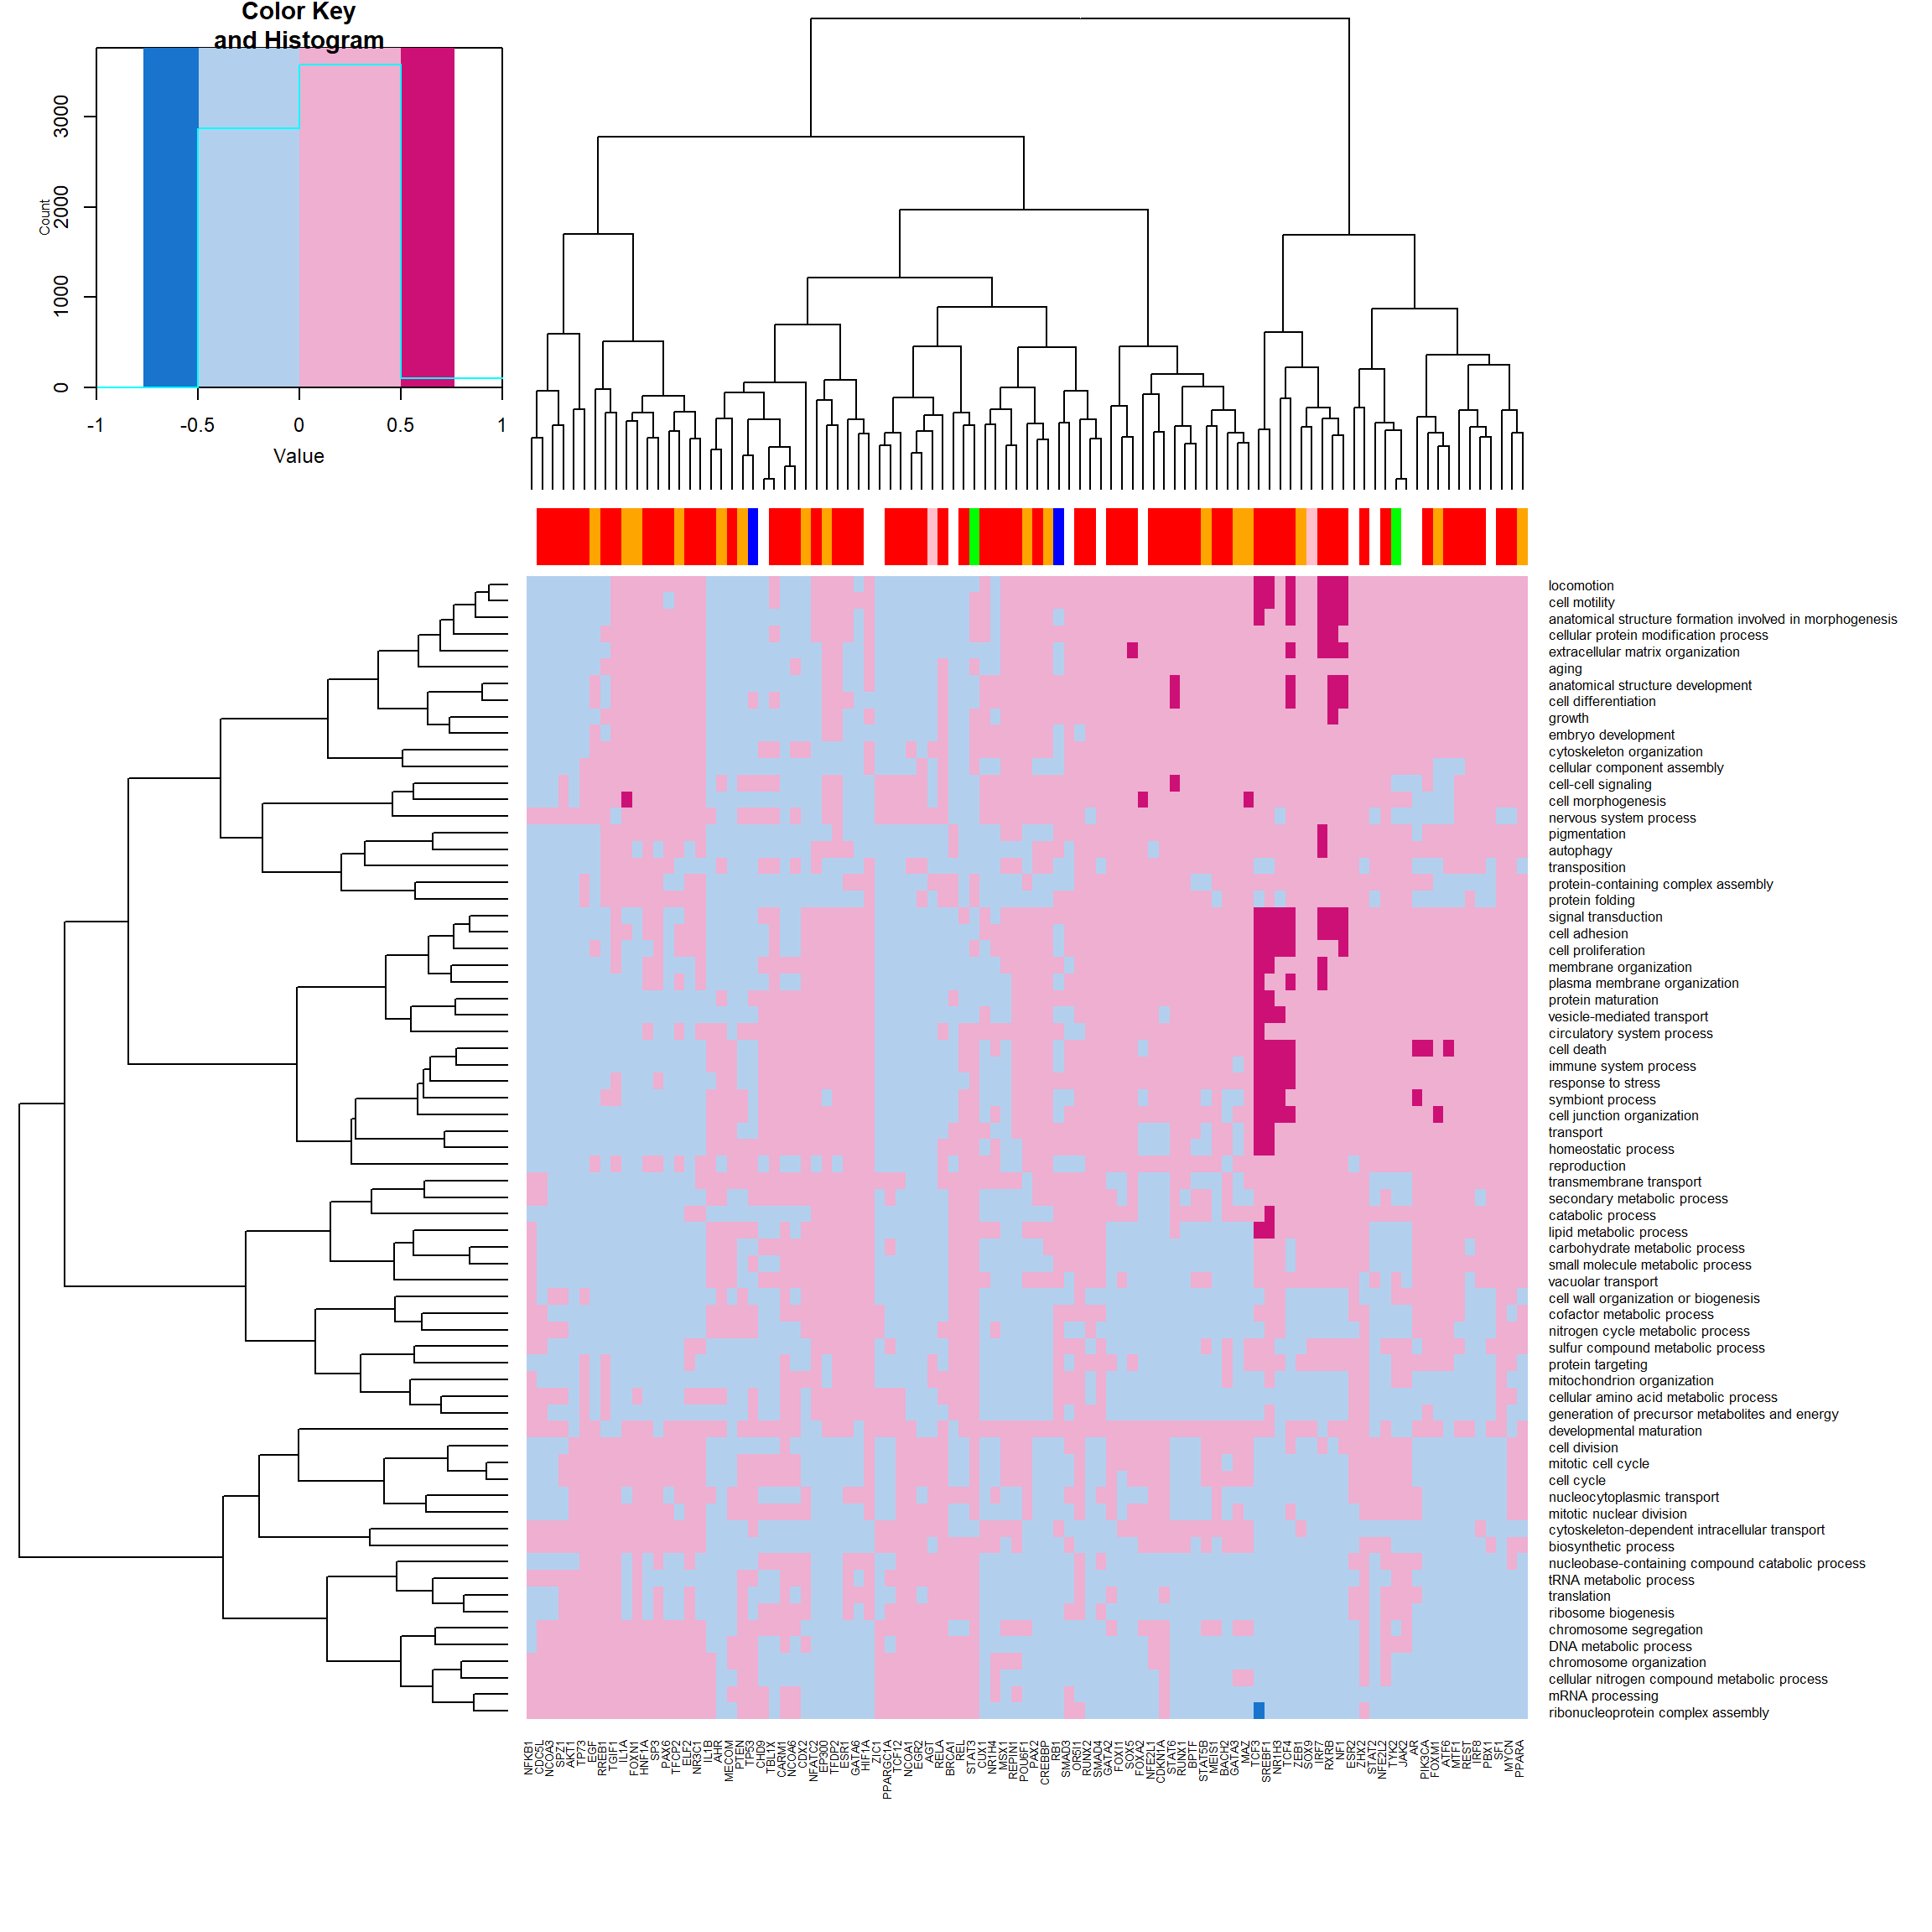 Color Key
and Histogram
Count
0
1000
2000
3000
-1
-0.5
0
0.5
1
Value
locomotion
cell motility
anatomical structure formation involved in morphogenesis
cellular protein modification process
extracellular matrix organization
aging
anatomical structure development
cell differentiation
growth
embryo development
cytoskeleton organization
cellular component assembly
cell-cell signaling
cell morphogenesis
nervous system process
pigmentation
autophagy
transposition
protein-containing complex assembly
protein folding
signal transduction
cell adhesion
cell proliferation
membrane organization
plasma membrane organization
protein maturation
vesicle-mediated transport
circulatory system process
cell death
immune system process
response to stress
symbiont process
cell junction organization
transport
homeostatic process
reproduction
transmembrane transport
secondary metabolic process
catabolic process
lipid metabolic process
carbohydrate metabolic process
small molecule metabolic process
vacuolar transport
cell wall organization or biogenesis
cofactor metabolic process
nitrogen cycle metabolic process
sulfur compound metabolic process
protein targeting
mitochondrion organization
cellular amino acid metabolic process
generation of precursor metabolites and energy
developmental maturation
cell division
mitotic cell cycle
cell cycle
nucleocytoplasmic transport
mitotic nuclear division
cytoskeleton-dependent intracellular transport
biosynthetic process
nucleobase-containing compound catabolic process
tRNA metabolic process
translation
ribosome biogenesis
chromosome segregation
DNA metabolic process
chromosome organization
cellular nitrogen compound metabolic process
mRNA processing
ribonucleoprotein complex assembly
NFKB1
CDC5L
NCOA3
SPZ1
AKT1
TP73
EGF
RREB1
TGIF1
IL1A
FOXN1
HNF1A
SP3
PAX6
TFCP2
ELF2
NR3C1
IL1B
AHR
MECOM
PTEN
TP53
CHD9
TBL1X
CARM1
NCOA6
CDX2
NFATC2
EP300
TFDP2
ESR1
GATA6
HIF1A
ZIC1
PPARGC1A
TCF12
NCOA1
EGR2
AGT
RELA
BRCA1
REL
STAT3
CUX1
NR1H4
MSX1
REPIN1
POU6F1
PAX2
CREBBP
RB1
SMAD3
OR5I1
RUNX2
SMAD4
GATA2
FOXJ1
SOX5
FOXA2
NFE2L1
CDKN1A
STAT6
RUNX1
BPTF
STAT5B
MEIS1
BACH2
GATA3
MAZ
TCF3
SREBF1
NR1H3
TCF4
ZEB1
SOX9
IRF7
RXRB
NF1
ESR2
ZHX1
STAT2
NFE2L2
TYK2
JAK2
AR
PIK3CA
FOXM1
ATF6
MITF
REST
IRF8
PBX1
SF1
MYCN
PPARA